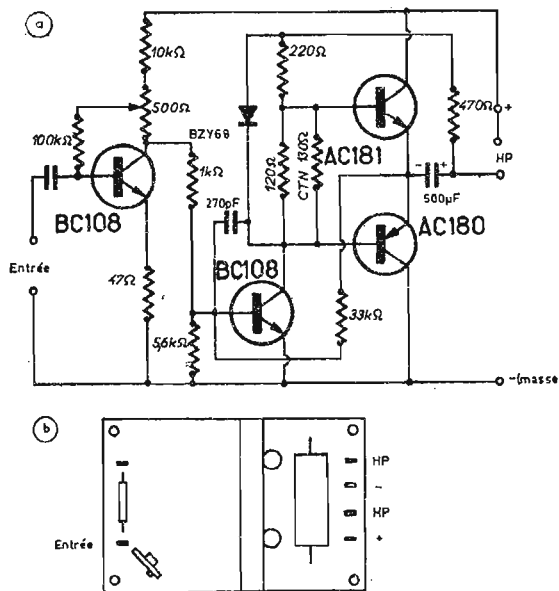 a
10kΩ
220Ω
500Ω
470Ω
+
HP
100kΩ
BZY69
AC181
1kΩ
120Ω
CTN 130Ω
- +
500µF
270pF
BC108
AC180
BC108
Entrée
47Ω
33kΩ
5,6kΩ
-(masse
b
HP
-
HP
+
Entrée